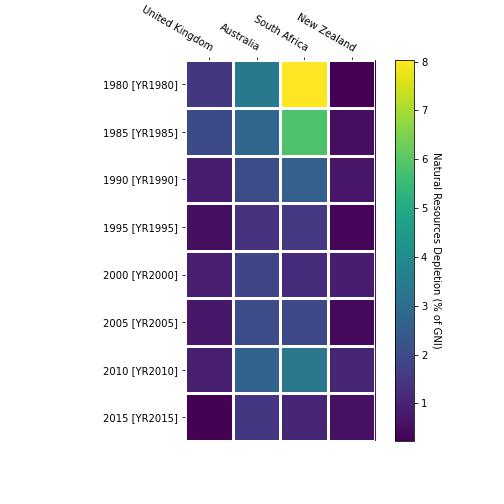 United Kingdom
Australia
South Africa
New Zealand
1980 [YR1980]
1985 [YR1985]
1990 [YR1990]
1995 [YR1995]
2000 [YR2000]
2005 [YR2005]
2010 [YR2010]
2015 [YR2015]
8
7
6
5
4
3
2
1
Natural Resources Depletion (% of GNI)